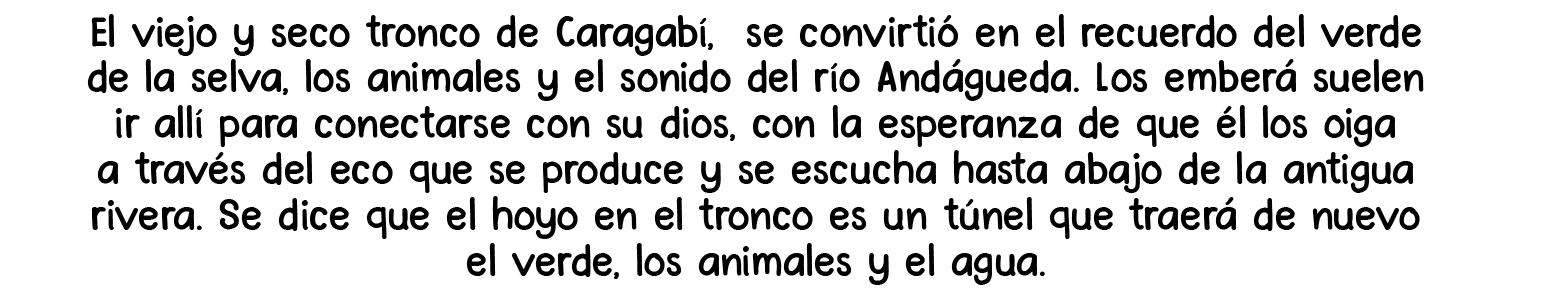 El viejo y seco tronco de Caragabí, se convirtió en el recuerdo del verde
de la selva, los animales y el sonido del río Andágueda. Los emberá suelen
ir allí para conectarse con su dios, con la esperanza de que él los oiga
a través del eco que se produce y se escucha hasta abajo de la antigua
rivera. Se dice que el hoyo en el tronco es un túnel que traerá de nuevo
el verde, los animales y el agua.